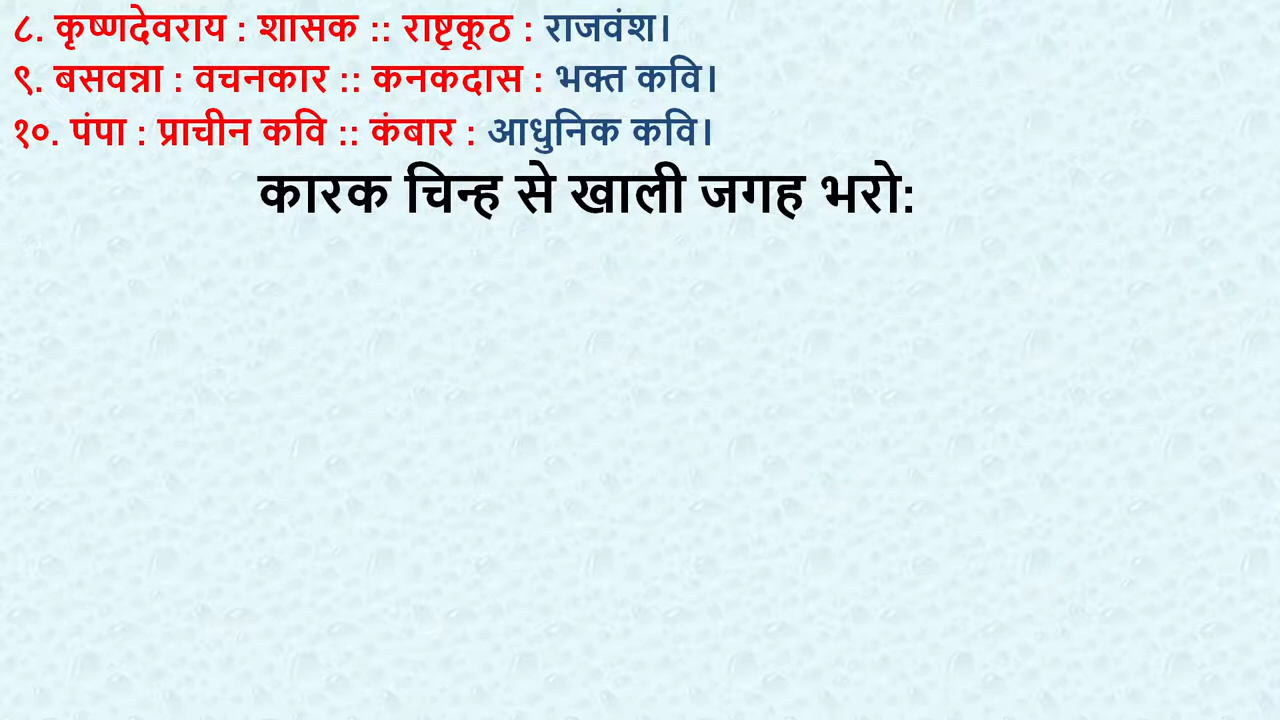 ८. कृष्णदेवराय : शासक :: राष्ट्रकूठ : राजवंश।
९. बसवन्ना : वचनकार :: कनकदास : भक्त कवि।
१०. पंपा : प्राचीन कवि :: कंबार : आधुनिक कवि।
कारक चिन्ह से खाली जगह भरो: